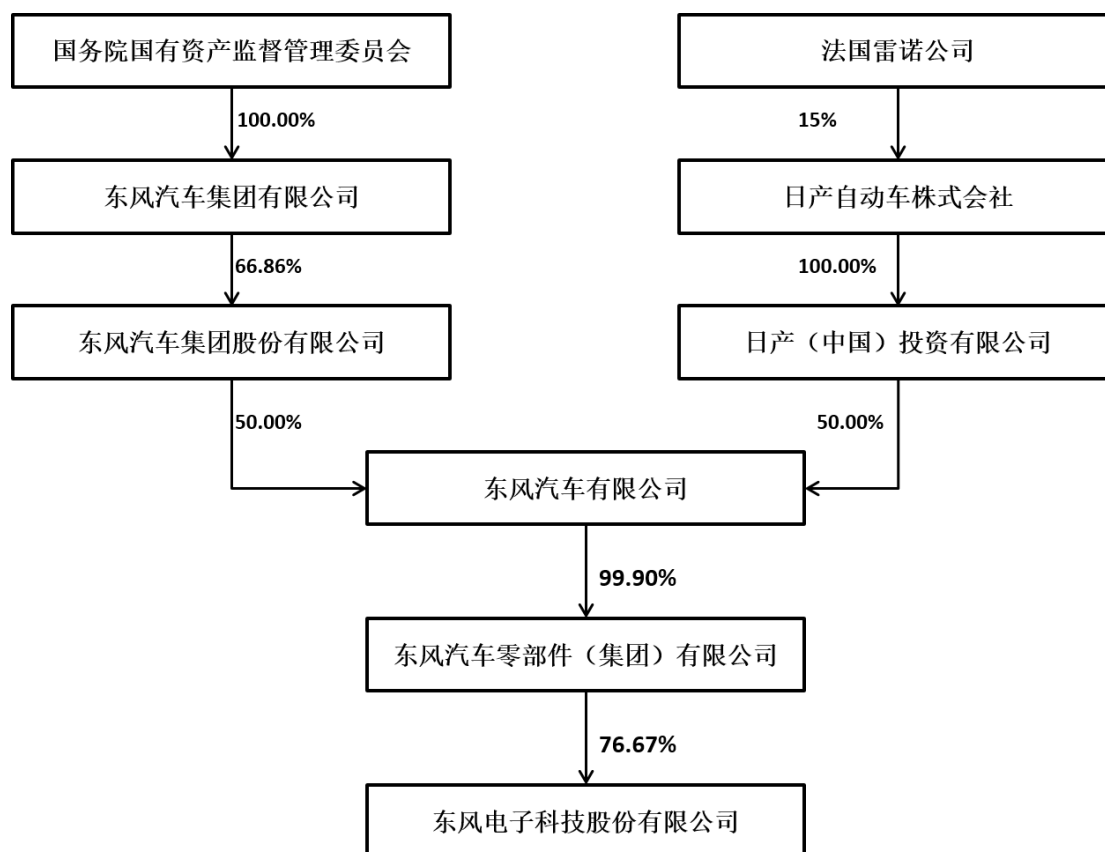 国务院国有资产监督管理委员会
法国雷诺公司
100.00%
15%
东风汽车集团有限公司
日产自动车株式会社
66.86%
100.00%
东风汽车集团股份有限公司
日产（中国）投资有限公司
50.00%
50.00%
东风汽车有限公司
99.90%
东风汽车零部件（集团）有限公司
76.67%
东风电子科技股份有限公司